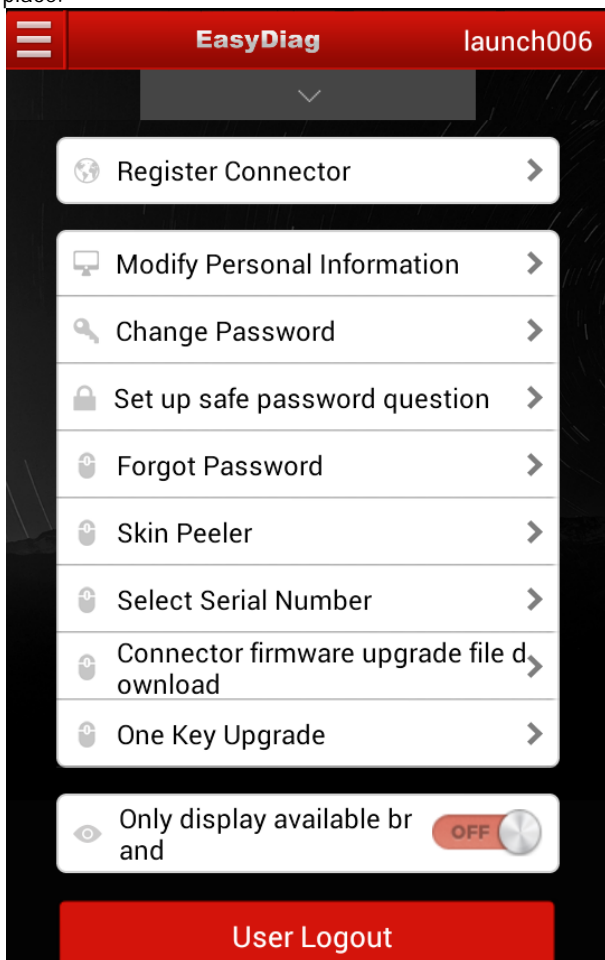 EasyDiag
launch006
Register Connector
Modify Personal Information
Change Password
Set up safe password question
Forgot Password
Skin Peeler
Select Serial Number
Connector firmware upgrade file d
ownload
One Key Upgrade
Only display available br
and
OFF
User Logout